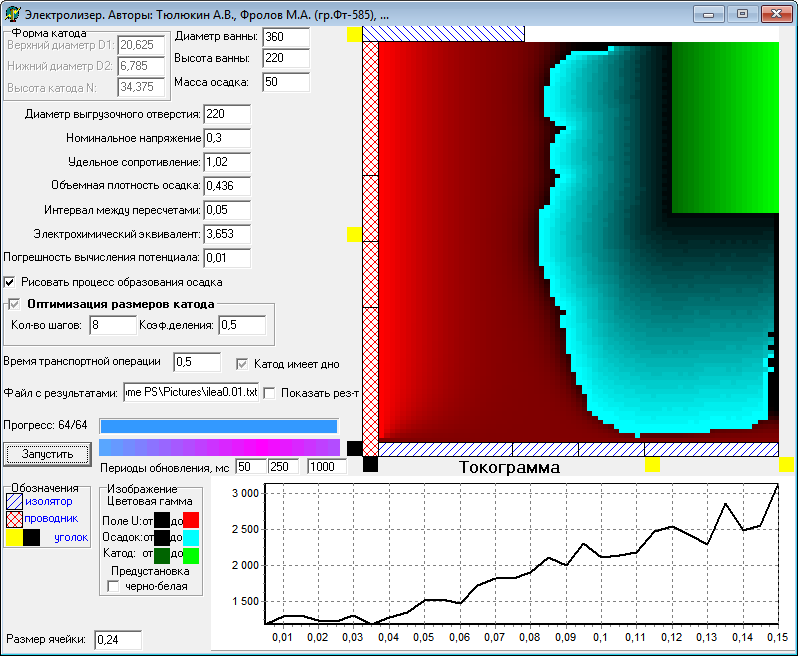 Электролизер. Авторы: Тюлюкин А.В., Фролов М.А. (гр.Фт-585), ...
Форма катода
Верхний диаметр D1: 20,625
Нижний диаметр D2: 6,785
Высота катода N: 34,375
Диаметр ванны: 360
Высота ванны: 220
Масса осадка: 50
Диаметр выгрузочного отверстия: 220
Номинальное напряжение 0,3
Удельное сопротивление: 1,02
Объемная плотность осадка: 0,436
Интервал между пересчетами: 0,05
Электрохимический эквивалент: 3,653
Погрешность вычисления потенциала: 0,01
Рисовать процесс образования осадка
Оптимизация размеров катода
Кол-во шагов: 8 Коэф.деления: 0,5
Время транспортной операции 0,5 Катод имеет дно
Файл с результатами: ome PS\Pictures\ilea0.01.txt Показать рез-т
Прогресс: 64/64
Запустить
Периоды обновления, мс 50 250 1000
Обозначения
изолятор
проводник
уголок
Изображение
Цветовая гамма
Поле U: от до
Осадок: от до
Катод: от до
Предустановка
черно-белая
Размер ячейки: 0,24
Токограмма
3 000
2 500
2 000
1 500
0,01 0,02 0,03 0,04 0,05 0,06 0,07 0,08 0,09 0,1 0,11 0,12 0,13 0,14 0,15